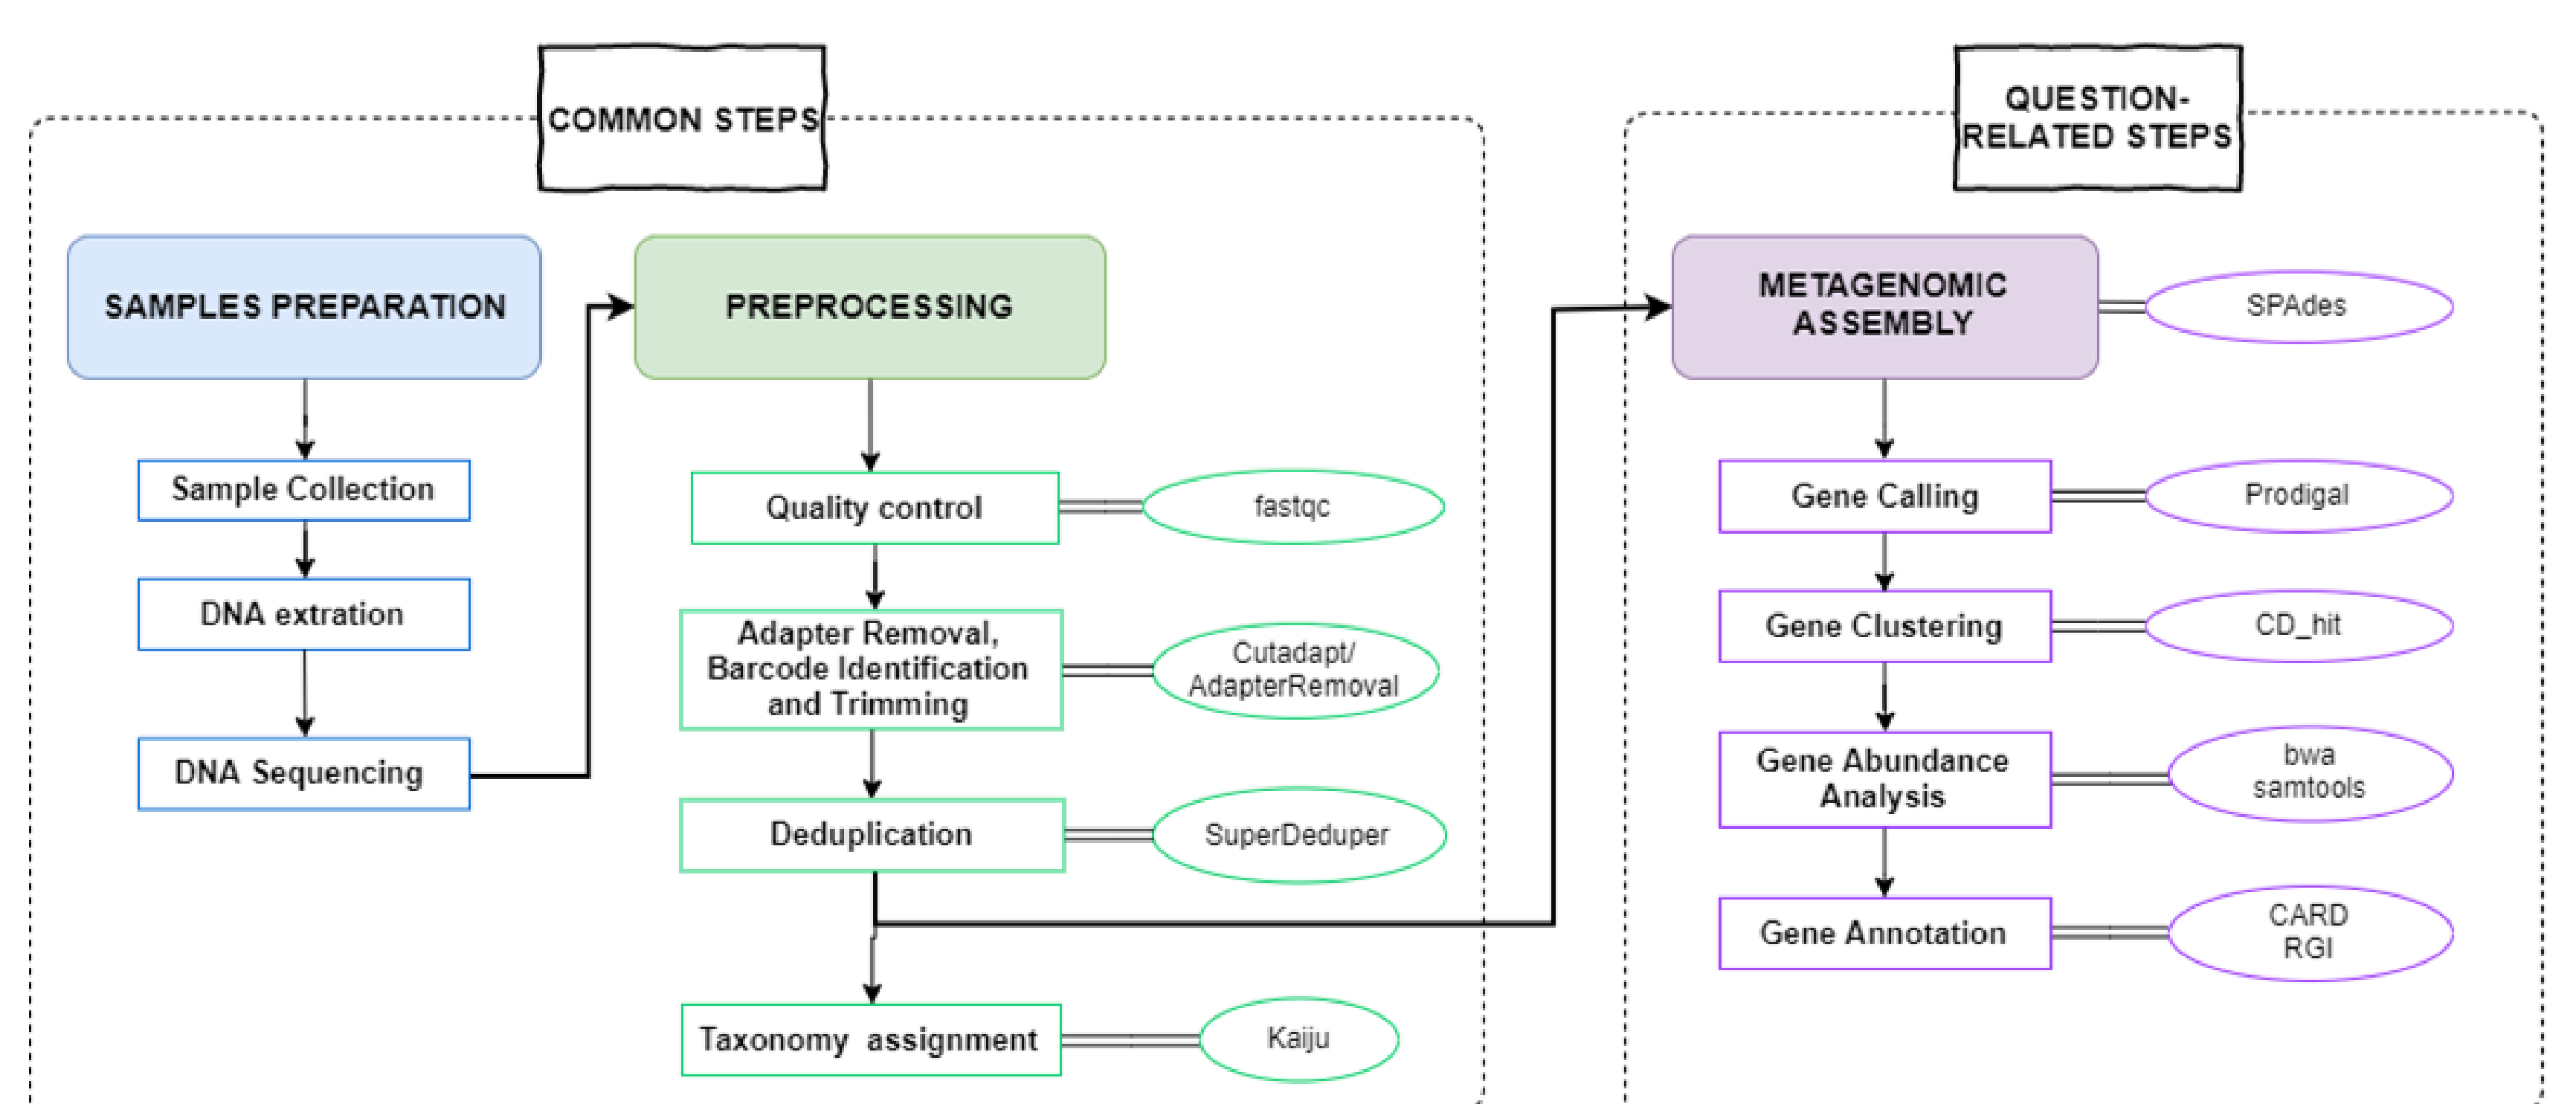 COMMON STEPS
QUESTION-
RELATED STEPS
SAMPLES PREPARATION
Sample Collection
DNA extration
DNA Sequencing
PREPROCESSING
Quality control
fastqc
Adapter Removal,
Barcode Identification
and Trimming
Cutadapt/
AdapterRemoval
Deduplication
SuperDeduper
Taxonomy assignment
Kaiju
METAGENOMIC
ASSEMBLY
SPAdes
Gene Calling
Prodigal
Gene Clustering
CD_hit
Gene Abundance
Analysis
bwa
samtools
Gene Annotation
CARD
RGI